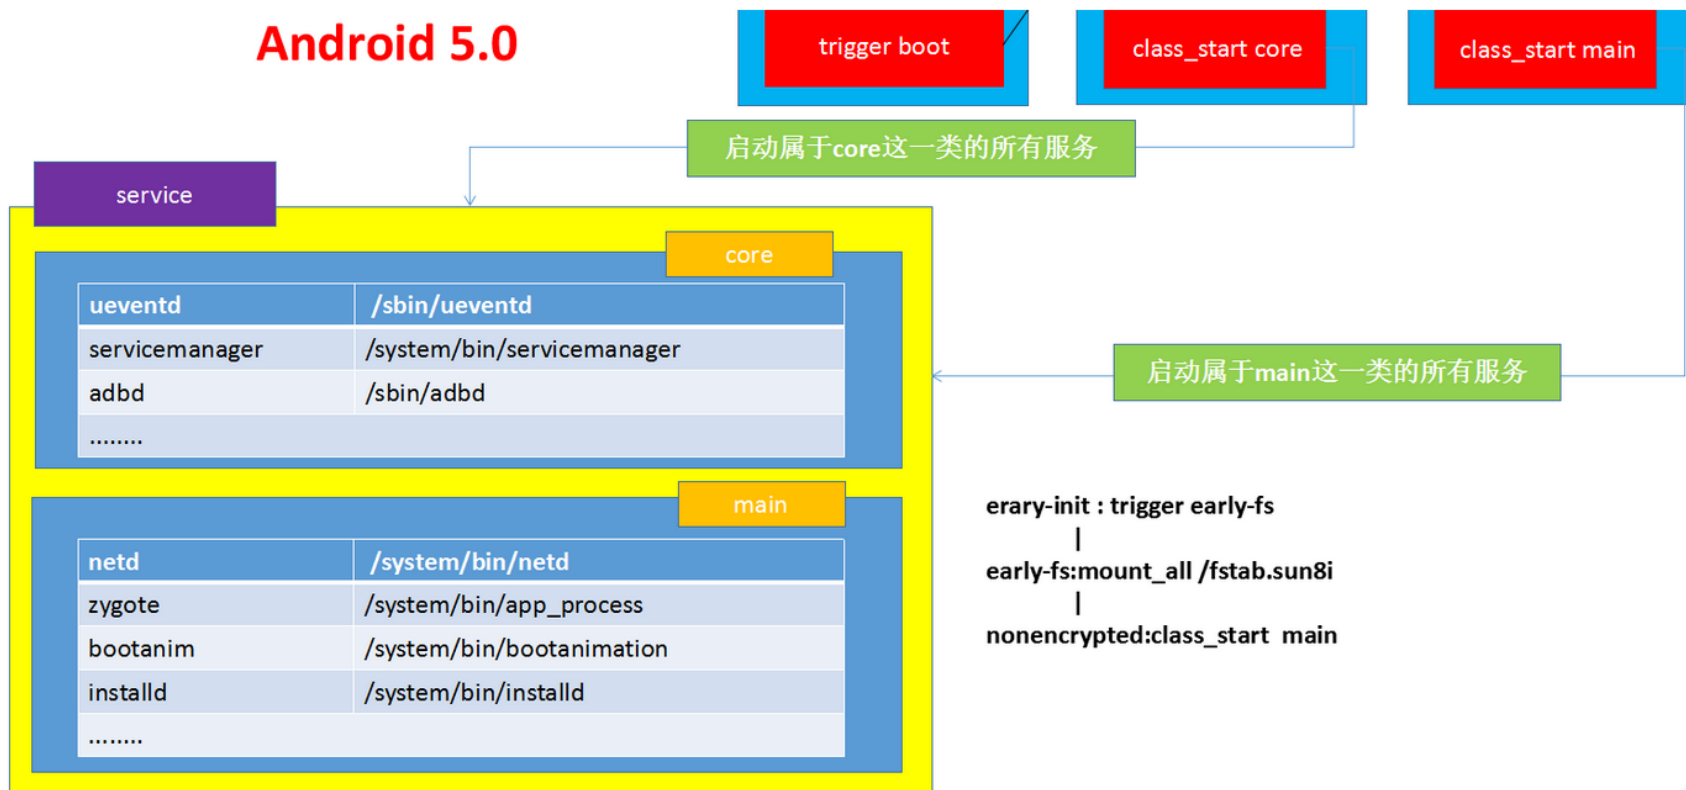 Android 5.0
trigger boot
class_start core
class_start main
启动属于core这一类的所有服务
service
core
ueventd /sbin/ueventd
servicemanager /system/bin/servicemanager
adbd /sbin/adbd
........
启动属于main这一类的所有服务
main
netd /system/bin/netd
zygote /system/bin/app_process
bootanim /system/bin/bootanimation
installd /system/bin/installd
........
erary-init : trigger early-fs
|
early-fs:mount_all /fstab.sun8i
|
nonencrypted:class_start main